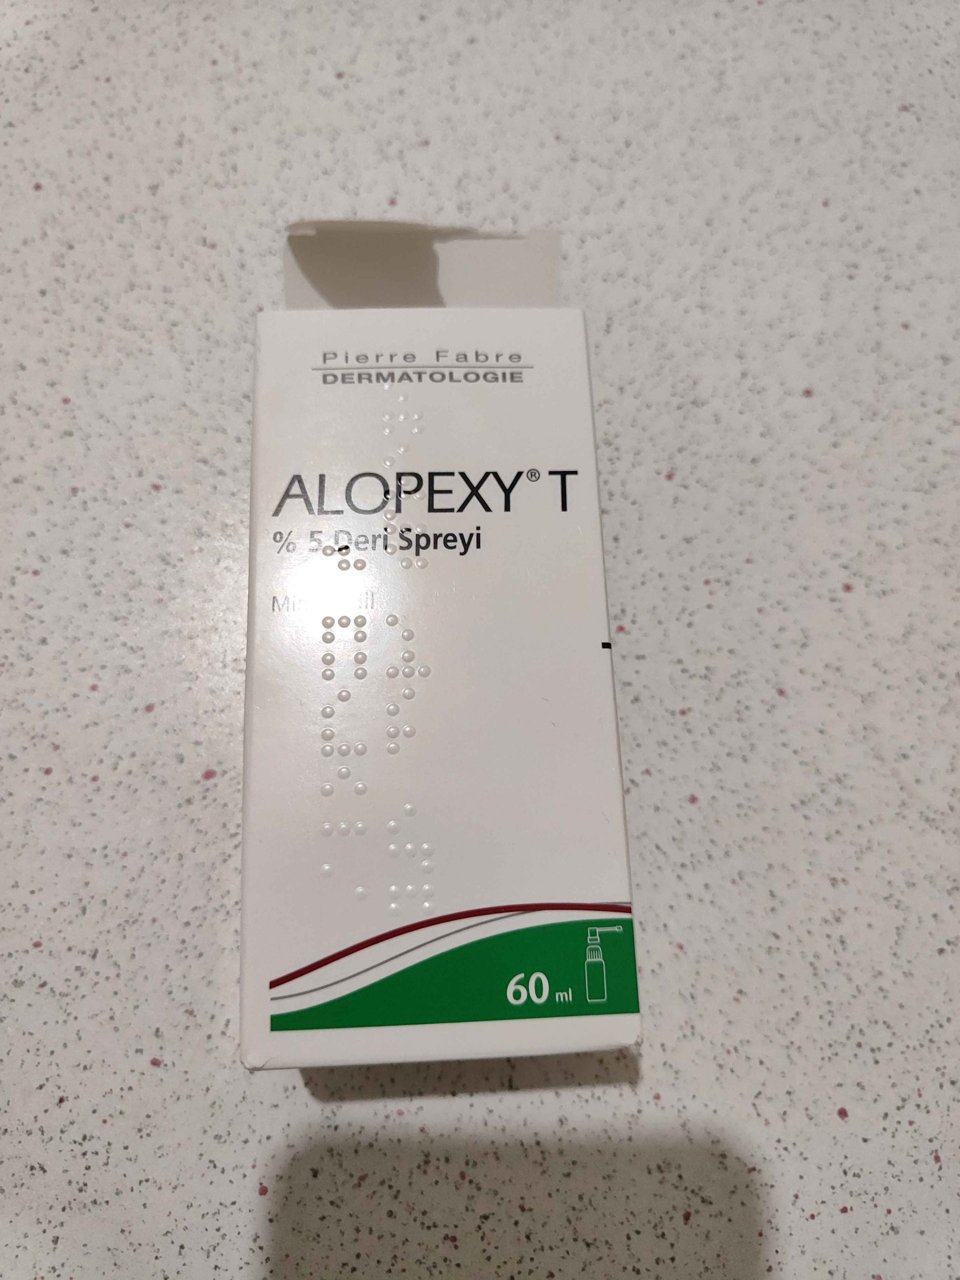 Pierre Fabre
DERMATOLOGIE
ALOPEXY® T
% 5 Deri Spreyi
60 ml